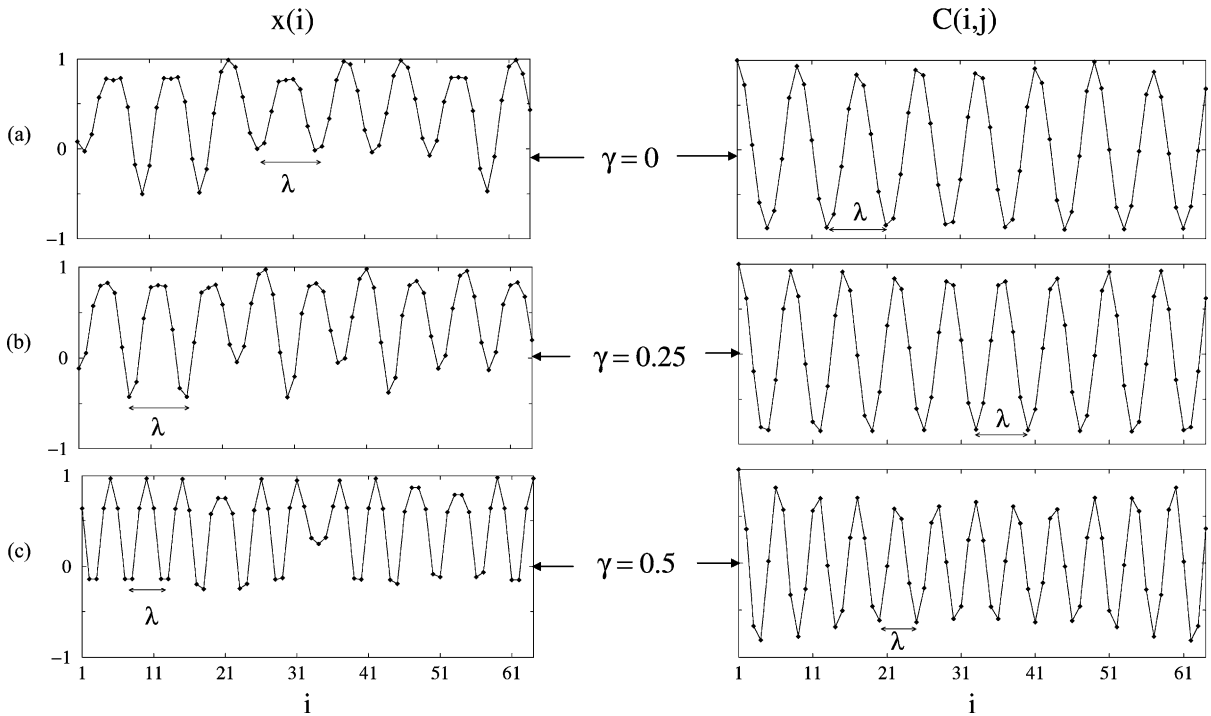 x(i)
C(i,j)
1
(a)
0
γ = 0
λ
λ
−1
1
(b)
0
γ = 0.25
λ
λ
−1
1
(c)
0
γ = 0.5
λ
λ
−1
1 11 21 31 41 51 61
1 11 21 31 41 51 61
i
i